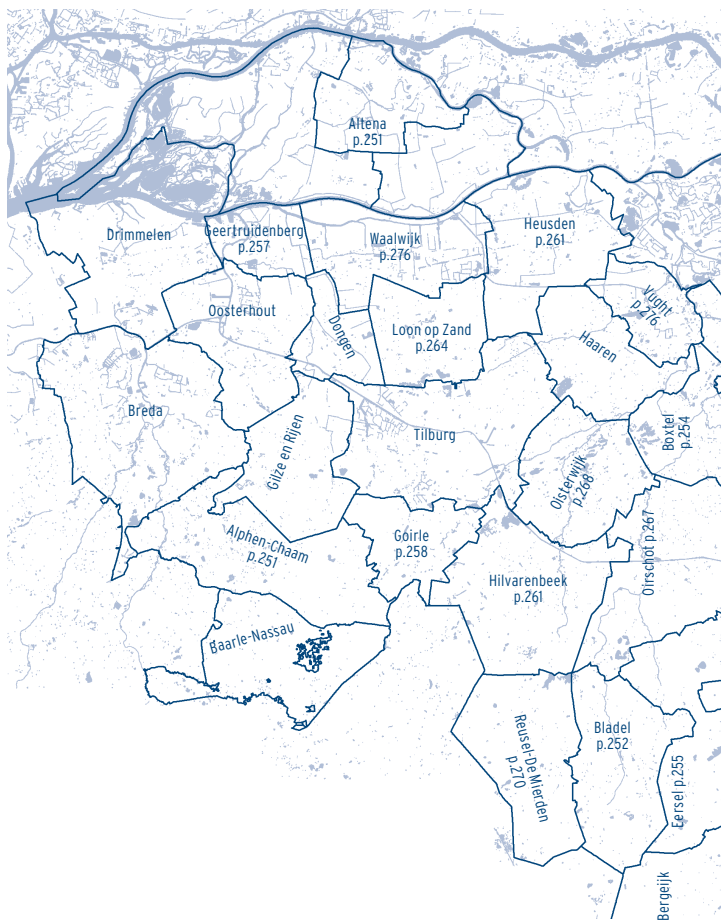 Altena
p.251
Drimmelen
Geertruidenberg
p.257
Waalwijk
p.276
Heusden
p.261
Oosterhout
Dongen
Loon op Zand
p.264
Vught
p.276
Haaren
Breda
Gilze en Rijen
Tilburg
Boxtel
p.254
Oisterwijk
p.268
Alphen-Chaam
p.251
Goirle
p.258
Oirschot p.267
Hilvarenbeek
p.261
Baarle-Nassau
Reusel-De Mierden
p.270
Bladel
p.252
Eersel p.255
Bergeijk